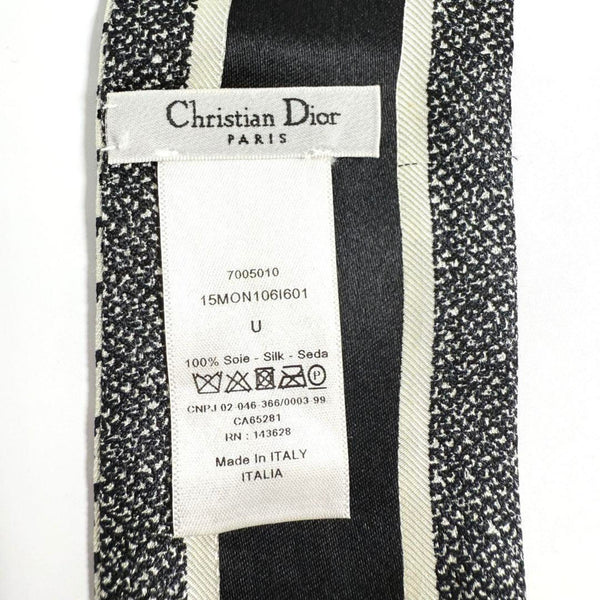 Christian Dior
PARIS
7005010
15MON106I601
U
100% Soie - Silk - Seda
CNPJ 02-046-366/0003-99
CA65281
RN : 143628
Made In ITALY
ITALIA